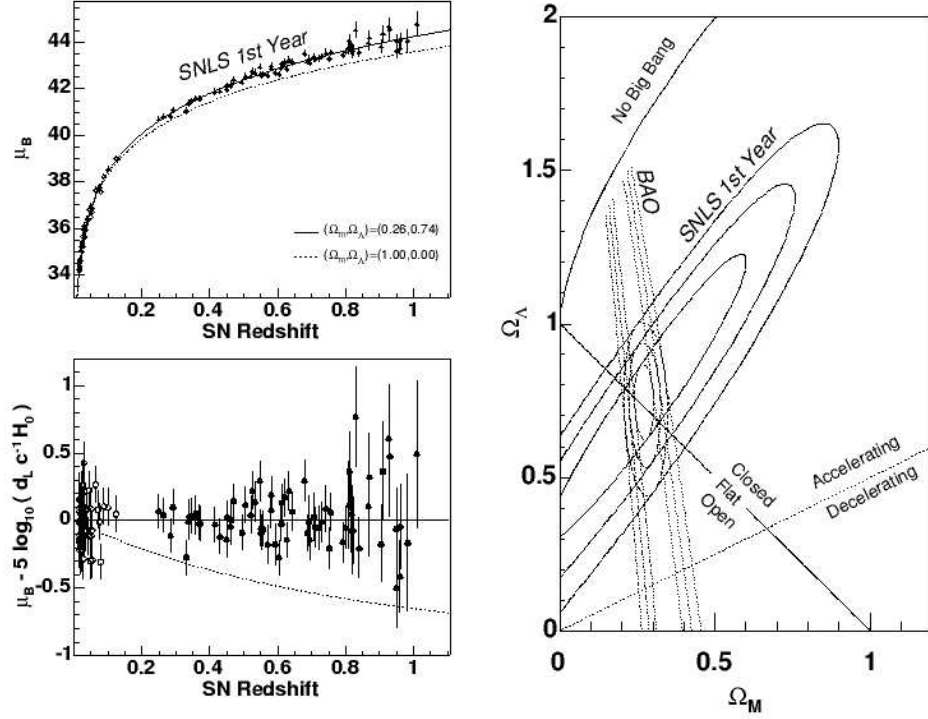 44
42
40
38
36
34
μB
SNLS 1st Year
(Ωm,ΩΛ)=(0.26,0.74)
(Ωm,ΩΛ)=(1.00,0.00)
0.2 0.4 0.6 0.8 1
SN Redshift
1
0.5
0
-0.5
-1
μB - 5 log10 ( dL c-1 H0 )
0.2 0.4 0.6 0.8 1
SN Redshift
2
1.5
1
0.5
0
ΩΛ
No Big Bang
BAO
SNLS 1st Year
Closed
Flat
Open
Accelerating
Decelerating
0 0.5 1
ΩM